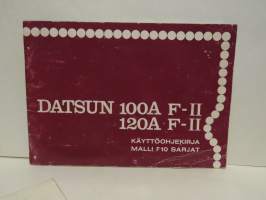 DATSUN 100A F-II
120A F-II
KÄYTTÖOHJEKIRJA
MALLI F10 SARJAT